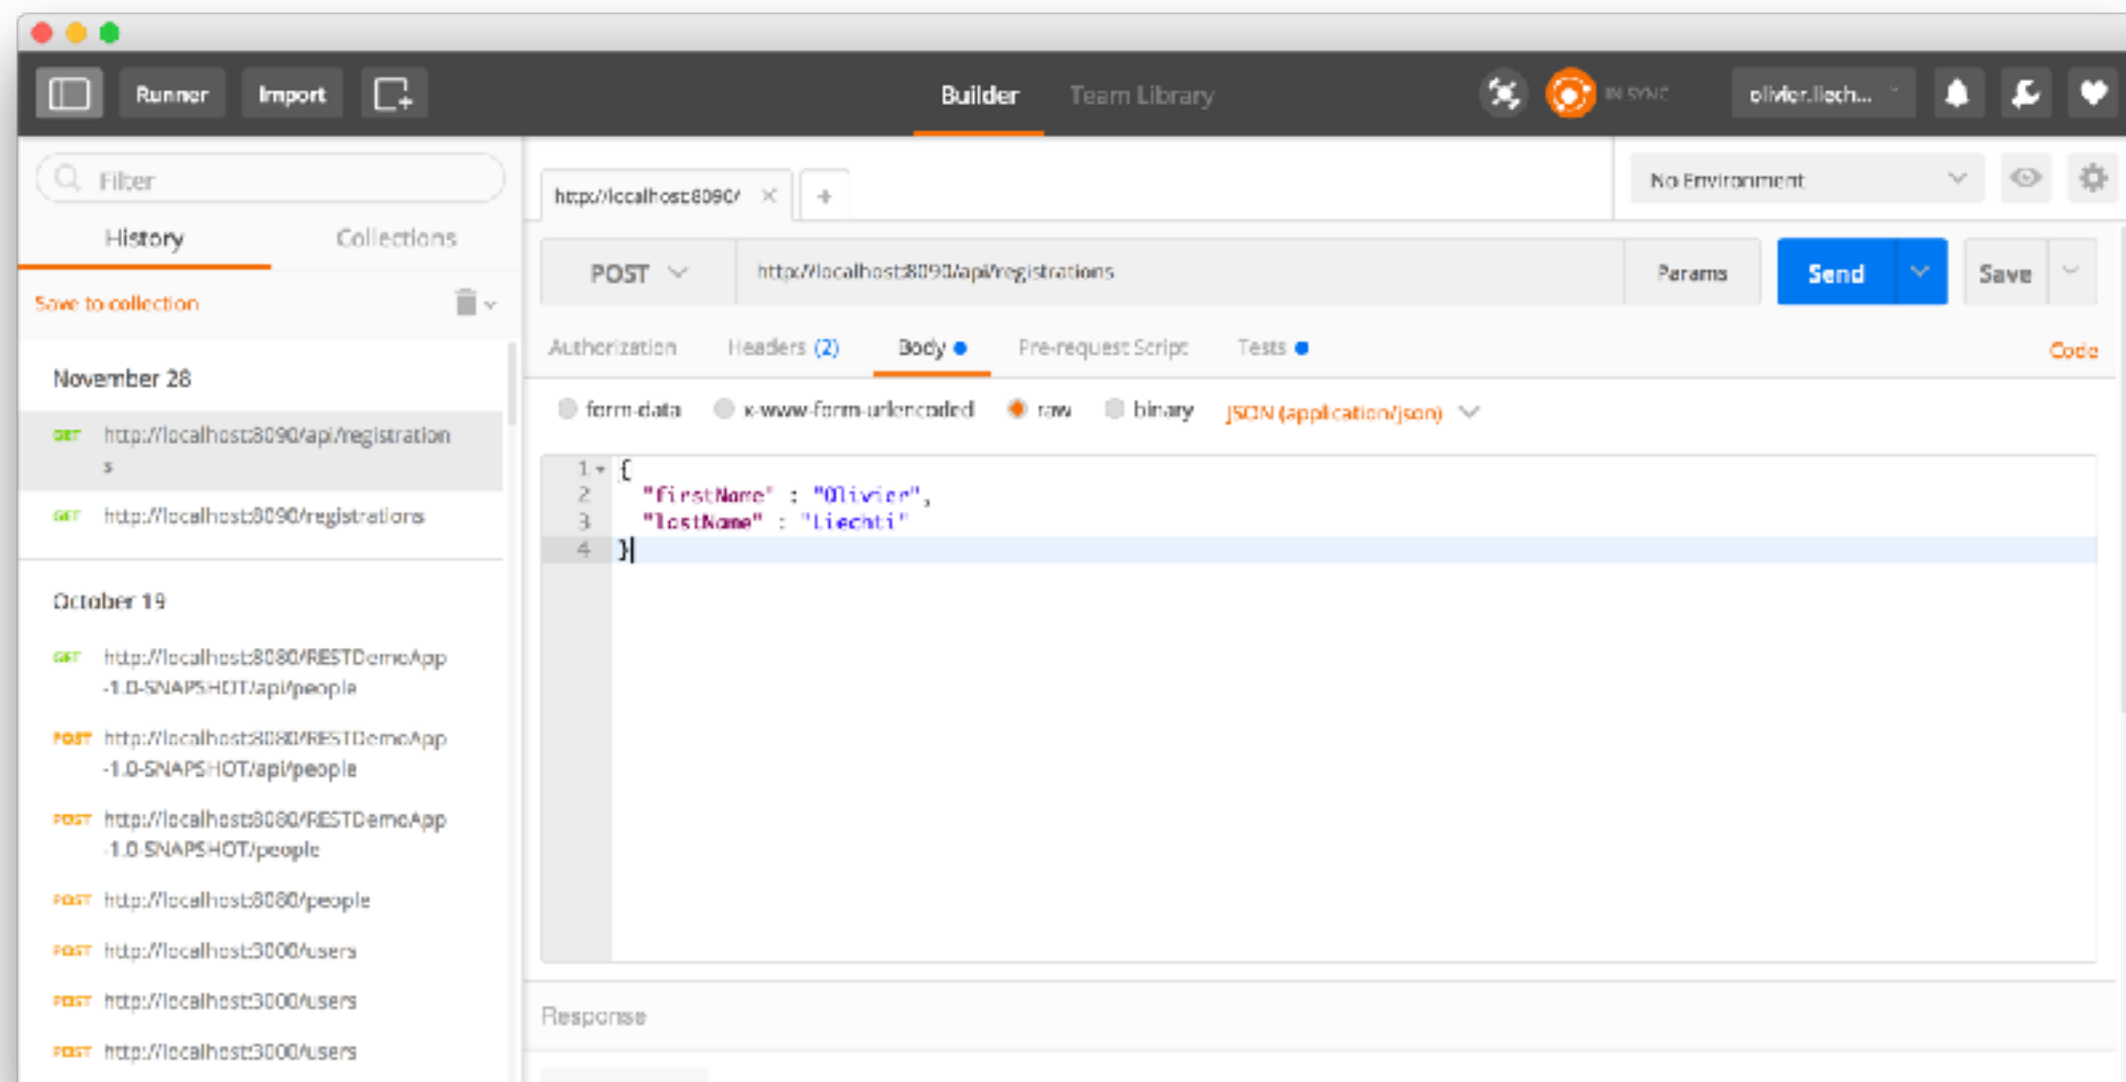 Runner
Import
Builder
Team Library
IN SYNC
olivier.liech...
Filter
History
Collections
Save to collection
November 28
GET http://localhost:8090/api/registration
s
GET http://localhost:8090/registrations
October 19
GET http://localhost:8080/RESTDemoApp
-1.0-SNAPSHOT/api/people
POST http://localhost:8080/RESTDemoApp
-1.0-SNAPSHOT/api/people
POST http://localhost:8080/RESTDemoApp
-1.0-SNAPSHOT/people
POST http://localhost:8080/people
POST http://localhost:3000/users
POST http://localhost:3000/users
POST http://localhost:3000/users
http://localhost:8090/
No Environment
POST
http://localhost:8090/api/registrations
Params
Send
Save
Authorization
Headers (2)
Body
Pre-request Script
Tests
Code
form-data
x-www-form-urlencoded
raw
binary
JSON (application/json)
1 {
2 "firstName" : "Olivier",
3 "lastName" : "Liechti"
4 }
Response